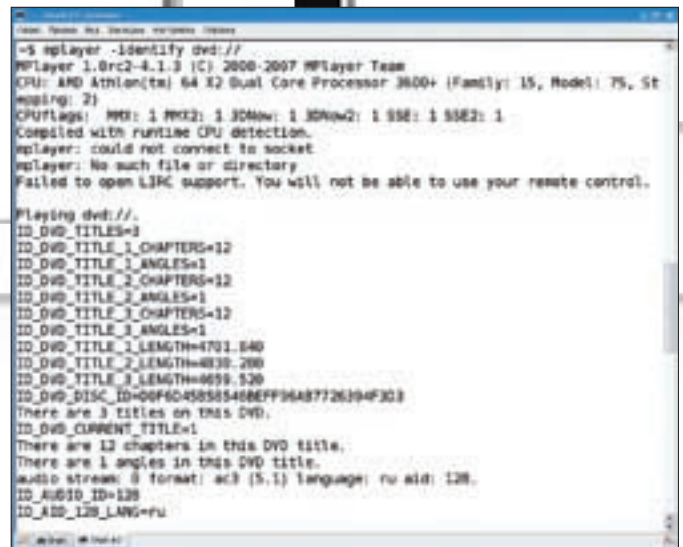 ~$ mplayer -identify dvd://
MPlayer 1.0rc2-4.1.3 (C) 2000-2007 MPlayer Team
CPU: AMD Athlon(tm) 64 X2 Dual Core Processor 3600+ (Family: 15, Model: 75, St
epping: 2)
CPUflags: MMX: 1 MMX2: 1 3DNow: 1 3DNow2: 1 SSE: 1 SSE2: 1
Compiled with runtime CPU detection.
mplayer: could not connect to socket
mplayer: No such file or directory
Failed to open LIRC support. You will not be able to use your remote control.
Playing dvd://.
ID_DVD_TITLES=3
ID_DVD_TITLE_1_CHAPTERS=12
ID_DVD_TITLE_1_ANGLES=1
ID_DVD_TITLE_2_CHAPTERS=12
ID_DVD_TITLE_2_ANGLES=1
ID_DVD_TITLE_3_CHAPTERS=12
ID_DVD_TITLE_3_ANGLES=1
ID_DVD_TITLE_1_LENGTH=4701.840
ID_DVD_TITLE_2_LENGTH=4830.200
ID_DVD_TITLE_3_LENGTH=4659.520
There are 3 titles on this DVD.
ID_DVD_CURRENT_TITLE=1
There are 12 chapters in this DVD title.
There are 1 angles in this DVD title.
audio stream: 0 format: ac3 (5.1) language: ru aid: 128.
ID_AUDIO_ID=128
ID_AID_128_LANG=ru